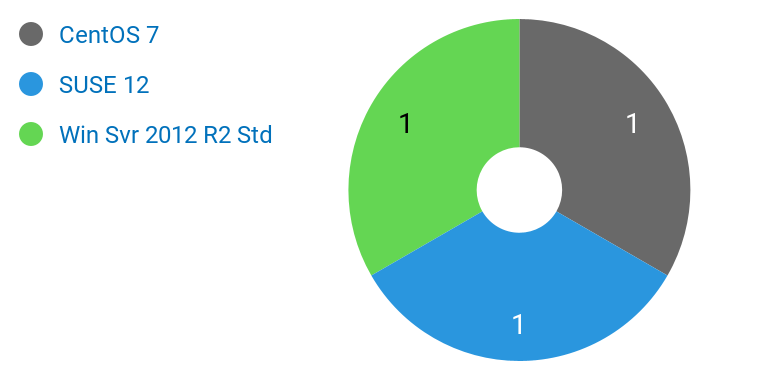 CentOS 7
SUSE 12
Win Svr 2012 R2 Std
1
1
1